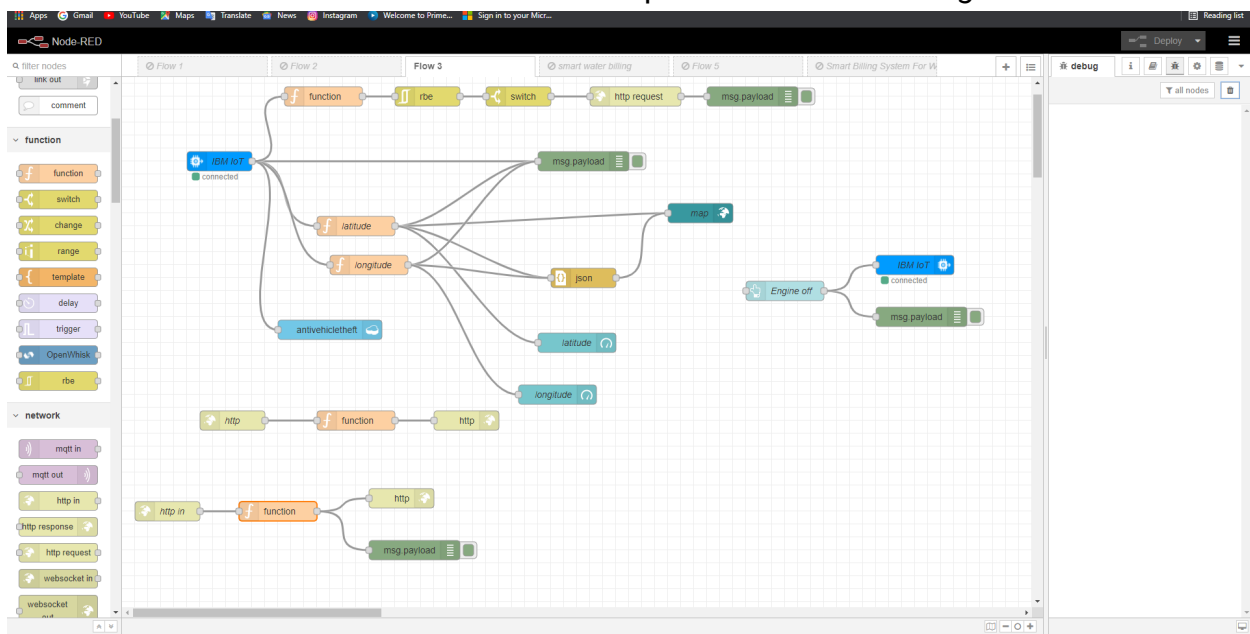 Apps Gmail YouTube Maps Translate News Instagram Welcome to Prime... Sign in to your Micr... Reading list
Node-RED Deploy
filter nodes Flow 1 Flow 2 Flow 3 smart water billing Flow 5 Smart Billing System For W debug i
link out
all nodes
comment
function
function
switch
change
range
template
delay
trigger
OpenWhisk
rbe
network
mqtt in
mqtt out
http in
http response
http request
websocket in
websocket
function rbe switch http request msg.payload
IBM IoT msg.payload
connected
latitude map
longitude json IBM IoT
connected
Engine off
msg.payload
antivehicletheft latitude
longitude
http function http
http in function http
msg.payload